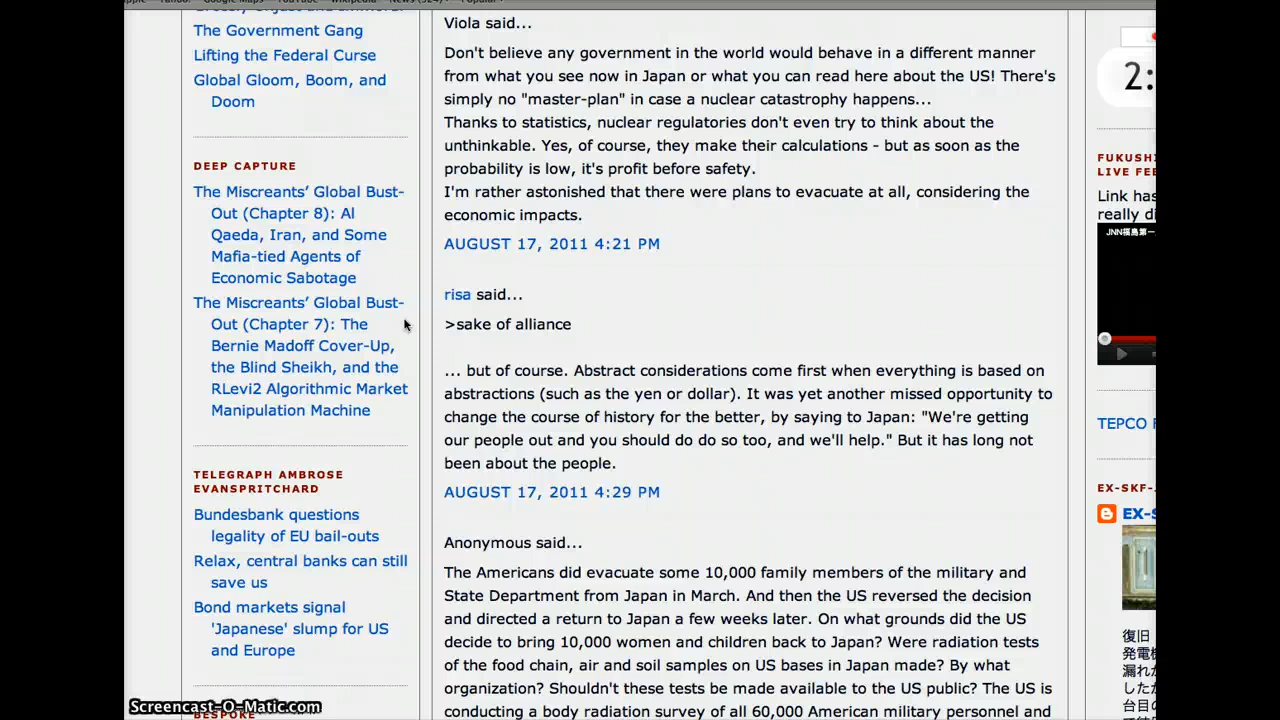 The Government Gang
Lifting the Federal Curse
Global Gloom, Boom, and
Doom
DEEP CAPTURE
The Miscreants’ Global Bust-
Out (Chapter 8): Al
Qaeda, Iran, and Some
Mafia-tied Agents of
Economic Sabotage
The Miscreants’ Global Bust-
Out (Chapter 7): The
Bernie Madoff Cover-Up,
the Blind Sheikh, and the
RLevi2 Algorithmic Market
Manipulation Machine
TELEGRAPH AMBROSE
EVANSPRITCHARD
Bundesbank questions
legality of EU bail-outs
Relax, central banks can still
save us
Bond markets signal
'Japanese' slump for US
and Europe
BESPOKE
Screencast-O-Matic.com
Viola said...
Don't believe any government in the world would behave in a different manner
from what you see now in Japan or what you can read here about the US! There's
simply no "master-plan" in case a nuclear catastrophy happens...
Thanks to statistics, nuclear regulatories don't even try to think about the
unthinkable. Yes, of course, they make their calculations - but as soon as the
probability is low, it's profit before safety.
I'm rather astonished that there were plans to evacuate at all, considering the
economic impacts.
AUGUST 17, 2011 4:21 PM
risa said...
>sake of alliance
... but of course. Abstract considerations come first when everything is based on
abstractions (such as the yen or dollar). It was yet another missed opportunity to
change the course of history for the better, by saying to Japan: "We're getting
our people out and you should do do so too, and we'll help." But it has long not
been about the people.
AUGUST 17, 2011 4:29 PM
Anonymous said...
The Americans did evacuate some 10,000 family members of the military and
State Department from Japan in March. And then the US reversed the decision
and directed a return to Japan a few weeks later. On what grounds did the US
decide to bring 10,000 women and children back to Japan? Were radiation tests
of the food chain, air and soil samples on US bases in Japan made? By what
organization? Shouldn't these tests be made available to the US public? The US is
conducting a body radiation survey of all 60,000 American military personnel and
2:
FUKUSHI
LIVE FEE
Link has
really di
JNN福島第一
TEPCO
EX-SKF-
EX-S
復旧
発電機
漏れか
したか
台目の